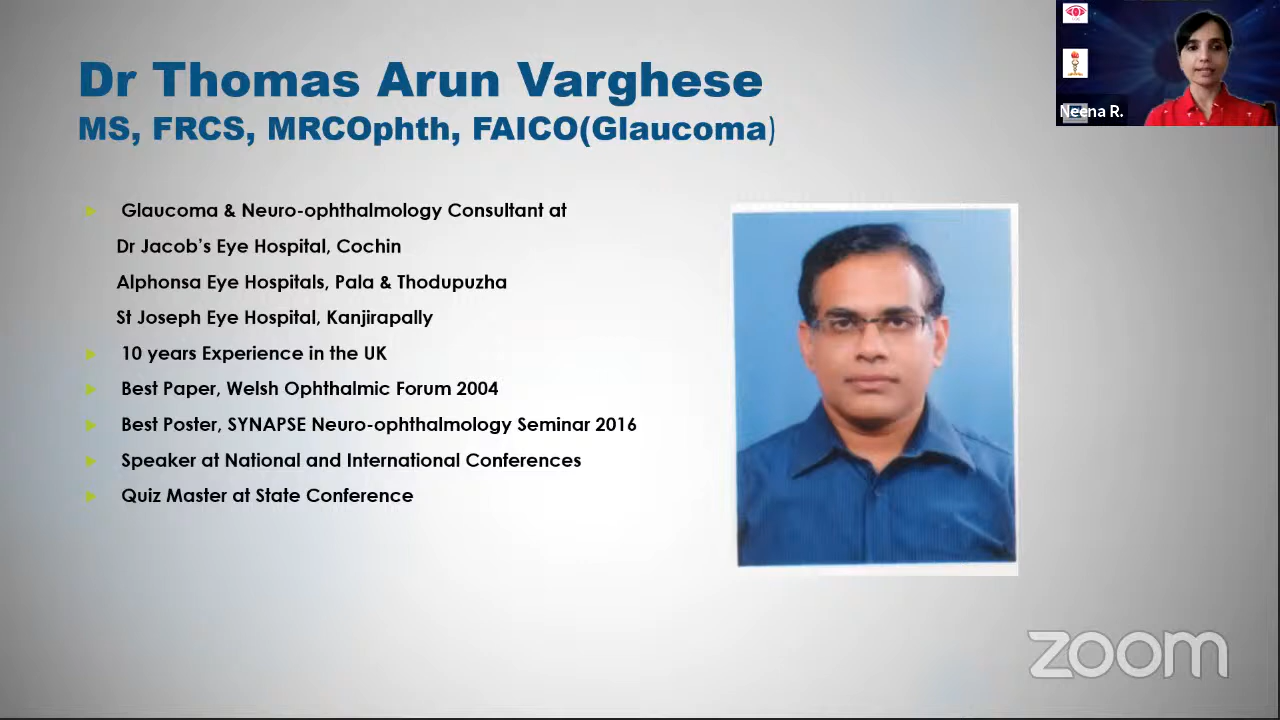 Dr Thomas Arun Varghese
MS, FRCS, MRCOphth, FAICO(Glaucoma)
Neena R.
Glaucoma & Neuro-ophthalmology Consultant at
Dr Jacob's Eye Hospital, Cochin
Alphonsa Eye Hospitals, Pala & Thodupuzha
St Joseph Eye Hospital, Kanjirapally
10 years Experience in the UK
Best Paper, Welsh Ophthalmic Forum 2004
Best Poster, SYNAPSE Neuro-ophthalmology Seminar 2016
Speaker at National and International Conferences
Quiz Master at State Conference
zoom